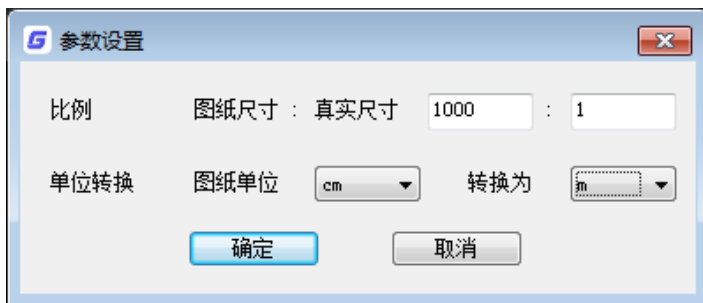 参数设置
比例 图纸尺寸 : 真实尺寸 1000 : 1
单位转换 图纸单位 cm 转换为 m
确定 取消